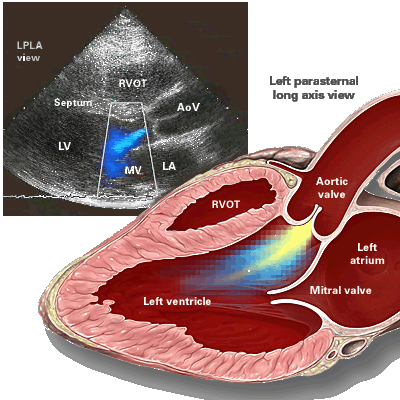 LPLA
view
RVOT
Septum
AoV
LV
MV
LA
Left parasternal
long axis view
Aortic
valve
RVOT
Left
atrium
Mitral valve
Left ventricle